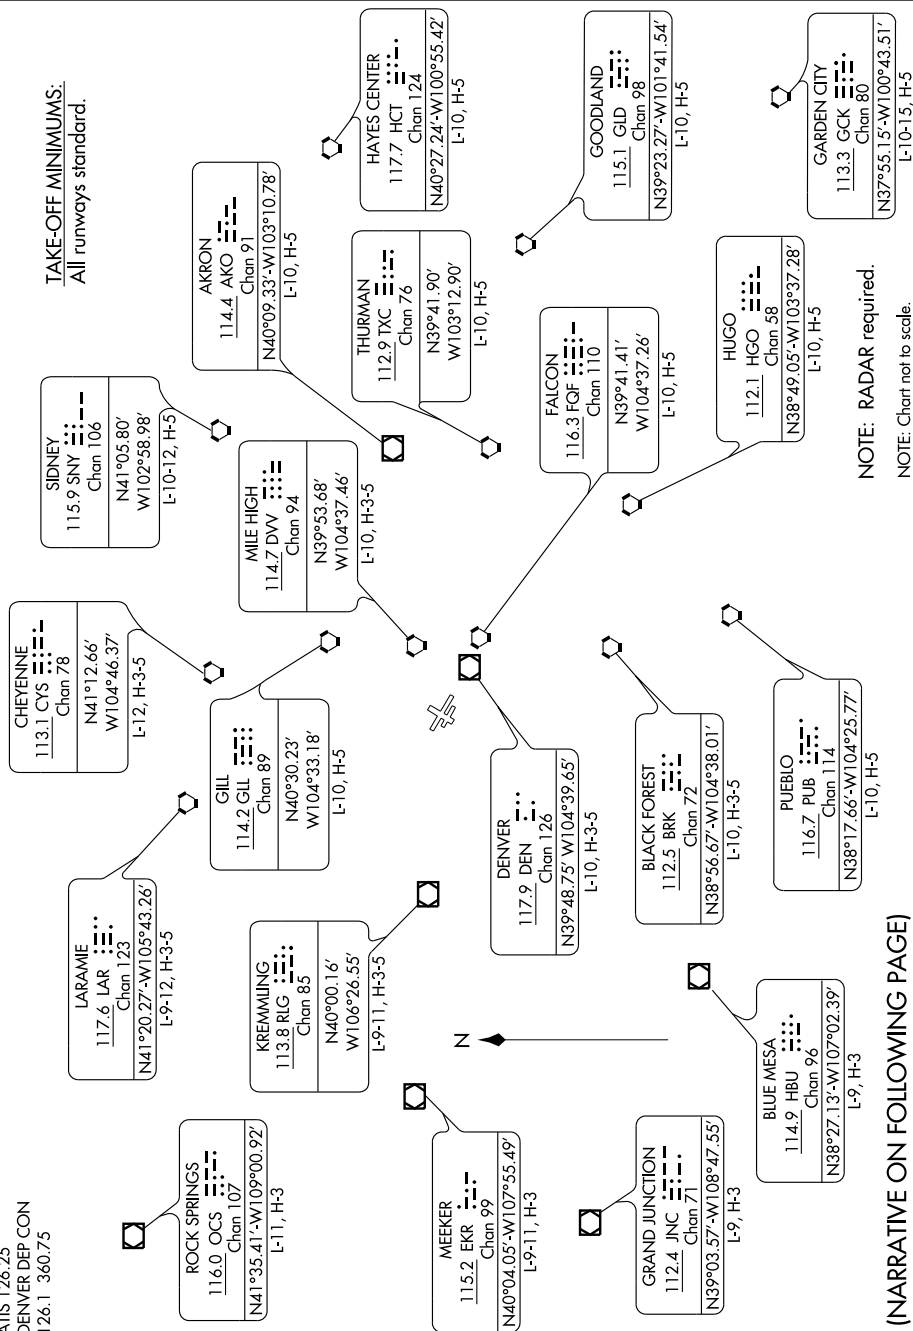 ATIS 126.25
DENVER DEP CON
126.1 360.75
TAKE-OFF MINIMUMS:
All runways standard.
ROCK SPRINGS
116.0 OCS
Chan 107
N41°35.41′-W109°00.92′
L-11, H-3
LARAMIE
117.6 LAR
Chan 123
N41°20.27′-W105°43.26′
L-9-12, H-3-5
CHEYENNE
113.1 CYS
Chan 78
N41°12.66′
W104°46.37′
L-12, H-3-5
SIDNEY
115.9 SNY
Chan 106
N41°05.80′
W102°58.98′
L-10-12, H-5
GILL
114.2 GLL
Chan 89
N40°30.23′
W104°33.18′
L-10, H-5
AKRON
114.4 AKO
Chan 91
N40°09.33′-W103°10.78′
L-10, H-5
KREMMLING
113.8 RLG
Chan 85
N40°00.16′
W106°26.55′
L-9-11, H-3-5
MILE HIGH
114.7 DVV
Chan 94
N39°53.68′
W104°37.46′
L-10, H-3-5
THURMAN
112.9 TXC
Chan 76
N39°41.90′
W103°12.90′
L-10, H-5
HAYES CENTER
117.7 HCT
Chan 124
N40°27.24′-W100°55.42′
L-10, H-5
MEEKER
115.2 EKR
Chan 99
N40°04.05′-W107°55.49′
L-9-11, H-3
N
DENVER
117.9 DEN
Chan 126
N39°48.75′ W104°39.65′
L-10, H-3-5
FALCON
116.3 FQF
Chan 110
N39°41.41′
W104°37.26′
L-10, H-5
GOODLAND
115.1 GLD
Chan 98
N39°23.27′-W101°41.54′
L-10, H-5
GRAND JUNCTION
112.4 JNC
Chan 71
N39°03.57′-W108°47.55′
L-9, H-3
BLACK FOREST
112.5 BRK
Chan 72
N38°56.67′-W104°38.01′
L-10, H-3-5
HUGO
112.1 HGO
Chan 58
N38°49.05′-W103°37.28′
L-10, H-5
BLUE MESA
114.9 HBU
Chan 96
N38°27.13′-W107°02.39′
L-9, H-3
PUEBLO
116.7 PUB
Chan 114
N38°17.66′-W104°25.77′
L-10, H-5
GARDEN CITY
113.3 GCK
Chan 80
N37°55.15′-W100°43.51′
L-10-15, H-5
NOTE: RADAR required.
NOTE: Chart not to scale.
(NARRATIVE ON FOLLOWING PAGE)